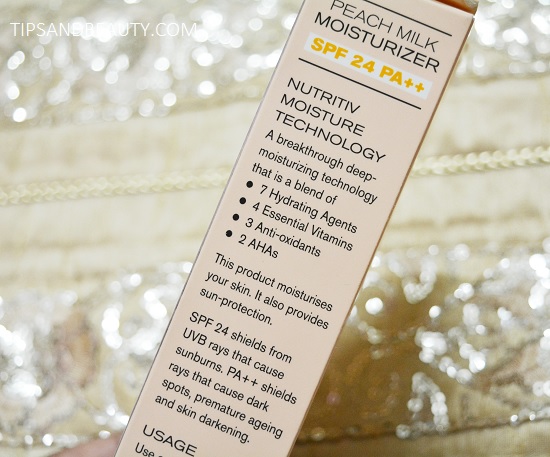 TIPSANDBEAUTY.COM
PEACH MILK
MOISTURIZER
SPF 24 PA++
NUTRITIV
MOISTURE
TECHNOLOGY
A breakthrough deep-
moisturizing technology
that is a blend of
● 7 Hydrating Agents
● 4 Essential Vitamins
● 3 Anti-oxidants
● 2 AHAs
This product moisturises
your skin. It also provides
sun-protection.
SPF 24 shields from
UVB rays that cause
sunburns. PA++ shields
rays that cause dark
spots, premature ageing
and skin darkening.
USAGE
Use